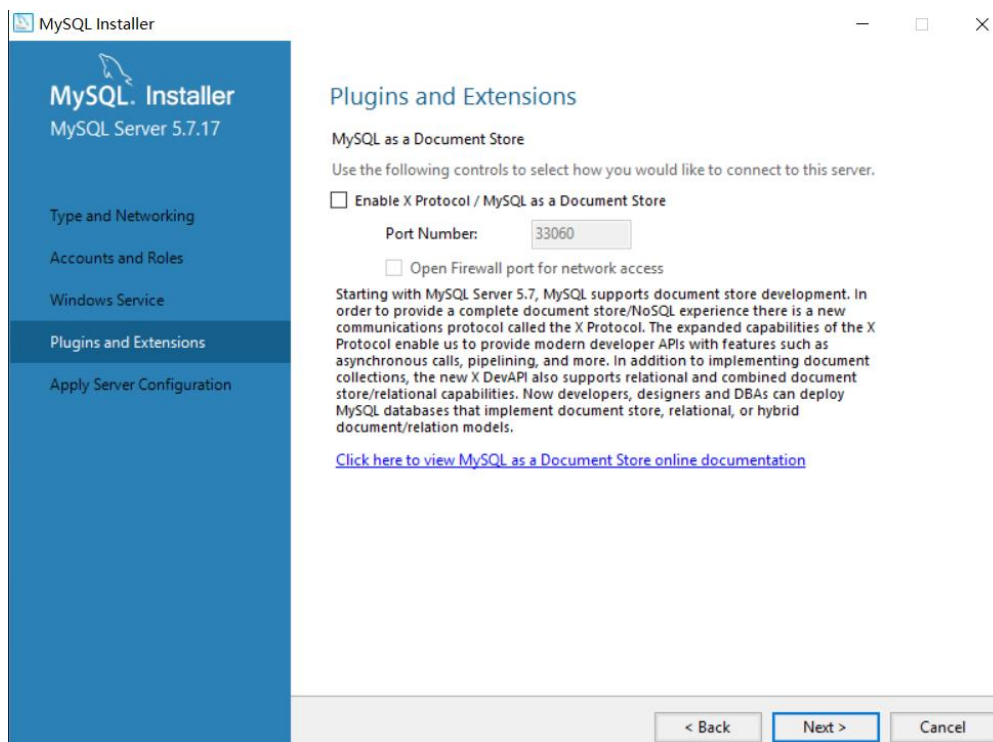 MySQL Installer
MySQL. Installer
MySQL Server 5.7.17
Type and Networking
Accounts and Roles
Windows Service
Plugins and Extensions
Apply Server Configuration
Plugins and Extensions
MySQL as a Document Store
Use the following controls to select how you would like to connect to this server.
Enable X Protocol / MySQL as a Document Store
Port Number: 33060
Open Firewall port for network access
Starting with MySQL Server 5.7, MySQL supports document store development. In
order to provide a complete document store/NoSQL experience there is a new
communications protocol called the X Protocol. The expanded capabilities of the X
Protocol enable us to provide modern developer APIs with features such as
asynchronous calls, pipelining, and more. In addition to implementing document
collections, the new X DevAPI also supports relational and combined document
store/relational capabilities. Now developers, designers and DBAs can deploy
MySQL databases that implement document store, relational, or hybrid
document/relation models.
Click here to view MySQL as a Document Store online documentation
< Back Next > Cancel